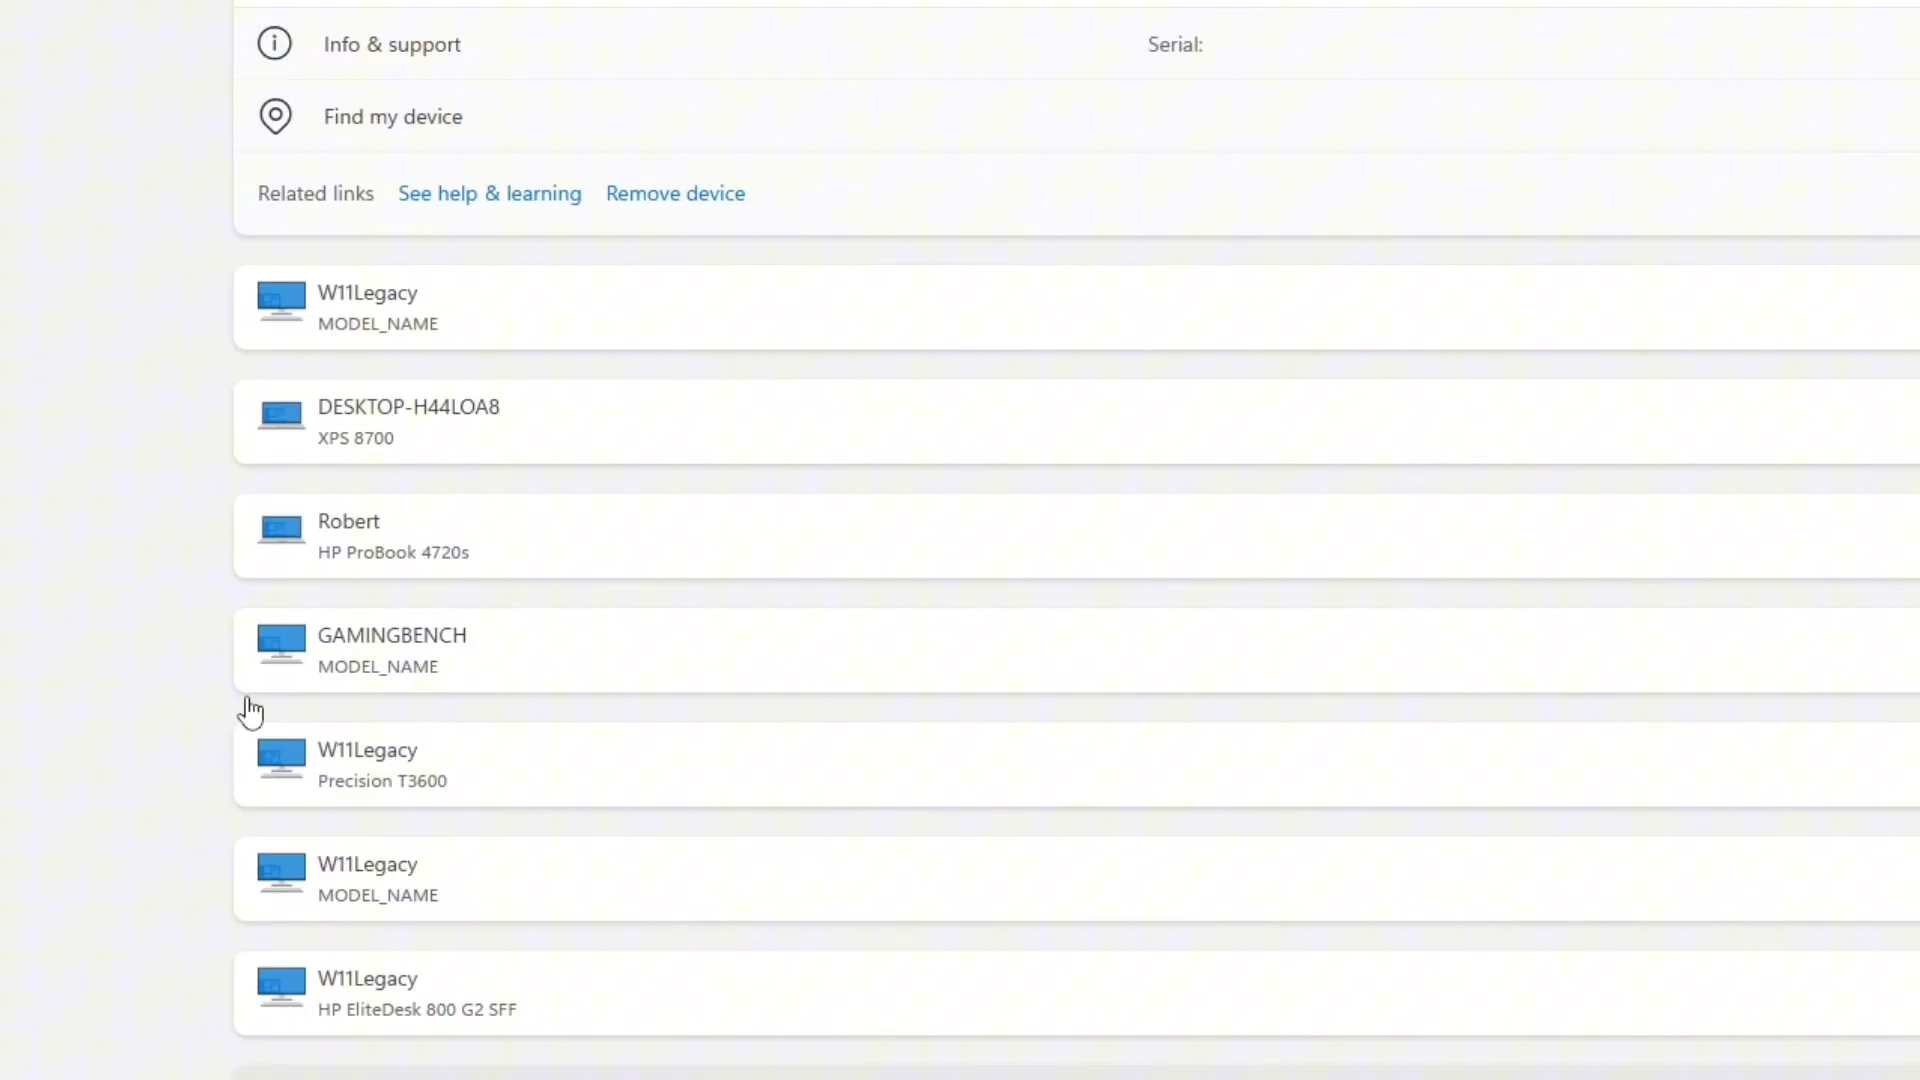 Info & support
Serial:
Find my device
Related links See help & learning Remove device
W11Legacy
MODEL_NAME
DESKTOP-H44LOA8
XPS 8700
Robert
HP ProBook 4720s
GAMINGBENCH
MODEL_NAME
W11Legacy
Precision T3600
W11Legacy
MODEL_NAME
W11Legacy
HP EliteDesk 800 G2 SFF